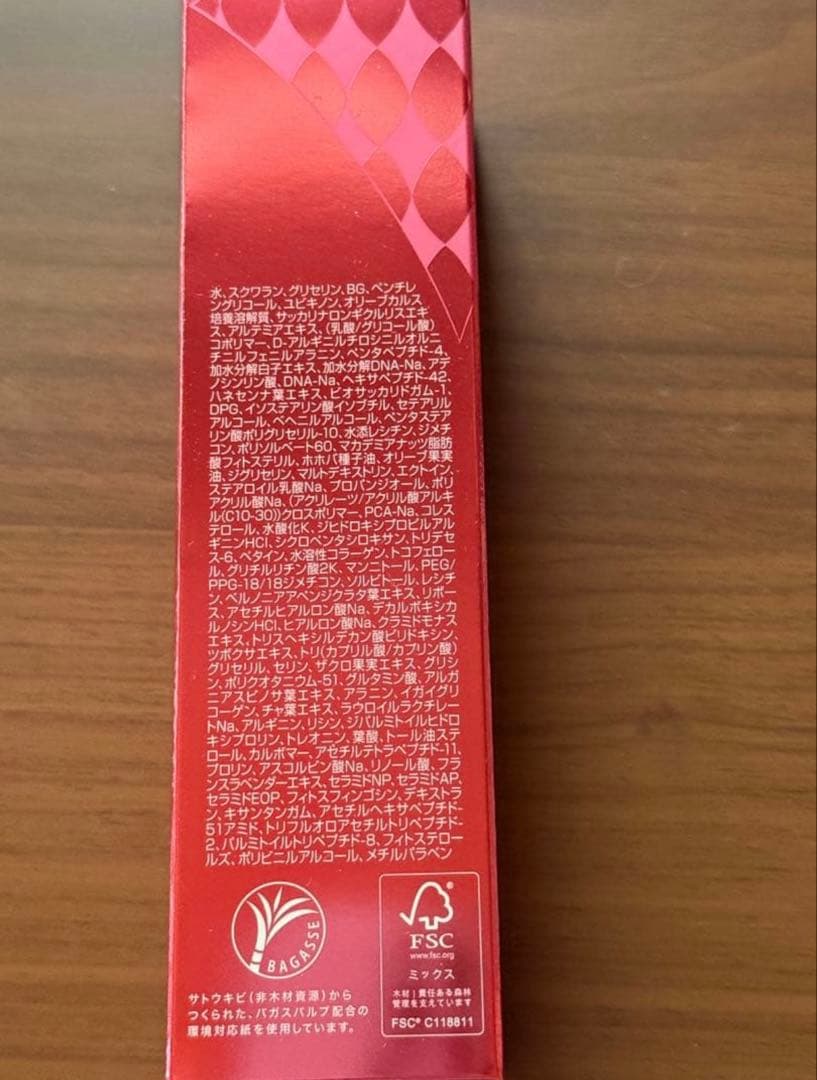 水、スクワラン、グリセリン、BG、ペンチレ
ングリコール、ユビキノン、オリーブカルス
培養溶解質、サッカリナロンギクルリスエキ
ス、アルテミアエキス、(乳酸/グリコール酸)
コポリマー、D-アルギニルチロシニルオルニ
チニルフェニルアラニン、ペンタペプチド-4、
加水分解白子エキス、加水分解DNA-Na、アデ
ノシンリン酸、DNA-Na、ヘキサペプチド-42、
ハネセンナ葉エキス、ビオサッカリドガム-1、
DPG、イソステアリン酸イソプチル、セテアリル
アルコール、ベヘニルアルコール、ペンタステア
リン酸ポリグリセリル-10、水添レシチン、ジメチ
コン、ポリソルベート60、マカデミアナッツ脂肪
酸フィトステリル、ホホバ種子油、オリーブ果実
油、ジグリセリン、マルトデキストリン、エクトイン、
ステアロイル乳酸Na、プロパンジオール、ポリ
アクリル酸Na、(アクリレーツ/アクリル酸アルキ
ル(C10-30))クロスポリマー、PCA-Na、コレス
テロール、水酸化K、ジヒドロキシプロピルアル
ギニンHCl、シクロペンタシロキサン、トリデセ
ス-6、ベタイン、水溶性コラーゲン、トコフェロー
ル、グリチルリチン酸2K、マンニトール、PEG/
PPG-18/18ジメチコン、ソルビトール、レシチ
ン、ベルノニアアペンジクラタ葉エキス、リボー
ス、アセチルヒアルロン酸Na、デカルボキシカ
ルノシンHCl、ヒアルロン酸Na、クラミドモナス
エキス、トリスヘキシルデカン酸ピリドキシン、
ツボクサエキス、トリ(カプリル酸/カプリン酸)
グリセリル、セリン、ザクロ果実エキス、グリシ
ン、ポリクオタニウム-51、グルタミン酸、アルガ
ニアスピノサ葉エキス、アラニン、イガイグリ
コーゲン、チャ葉エキス、ラウロイルラクチレー
トNa、アルギニン、リシン、ジパルミトイルヒドロ
キシプロリン、トレオニン、葉酸、トール油ステ
ロール、カルボマー、アセチルテトラペプチド-11、
プロリン、アスコルビン酸Na、リノール酸、フラ
ンスラベンダーエキス、セラミドNP、セラミドAP、
セラミドEOP、フィトスフィンゴシン、デキストラ
ン、キサンタンガム、アセチルヘキサペプチド-
51アミド、トリフルオロアセチルトリペプチド-
2、パルミトイルトリペプチド-8、フィトステロー
ルズ、ポリビニルアルコール、メチルパラベン
BAGASSE
サトウキビ(非木材資源)から
つくられた、バガスパルプ配合の
環境対応紙を使用しています。
®
FSC
www.fsc.org
ミックス
木材|責任ある森林
管理を支えています
FSC® C118811